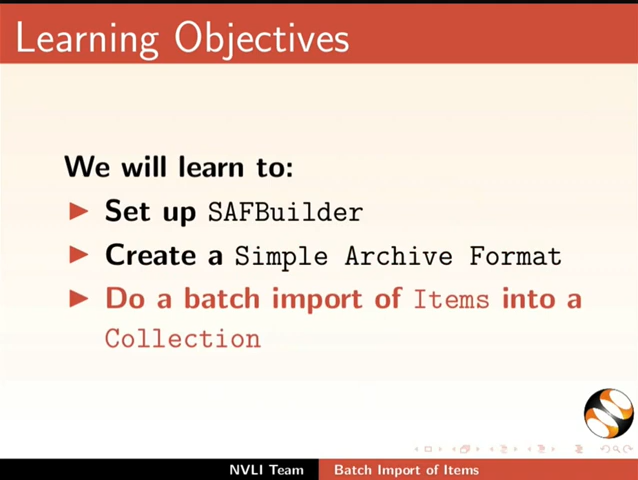 Learning Objectives
We will learn to:
Set up SAFBuilder
Create a Simple Archive Format
Do a batch import of Items into a
Collection
NVLI Team Batch Import of Items